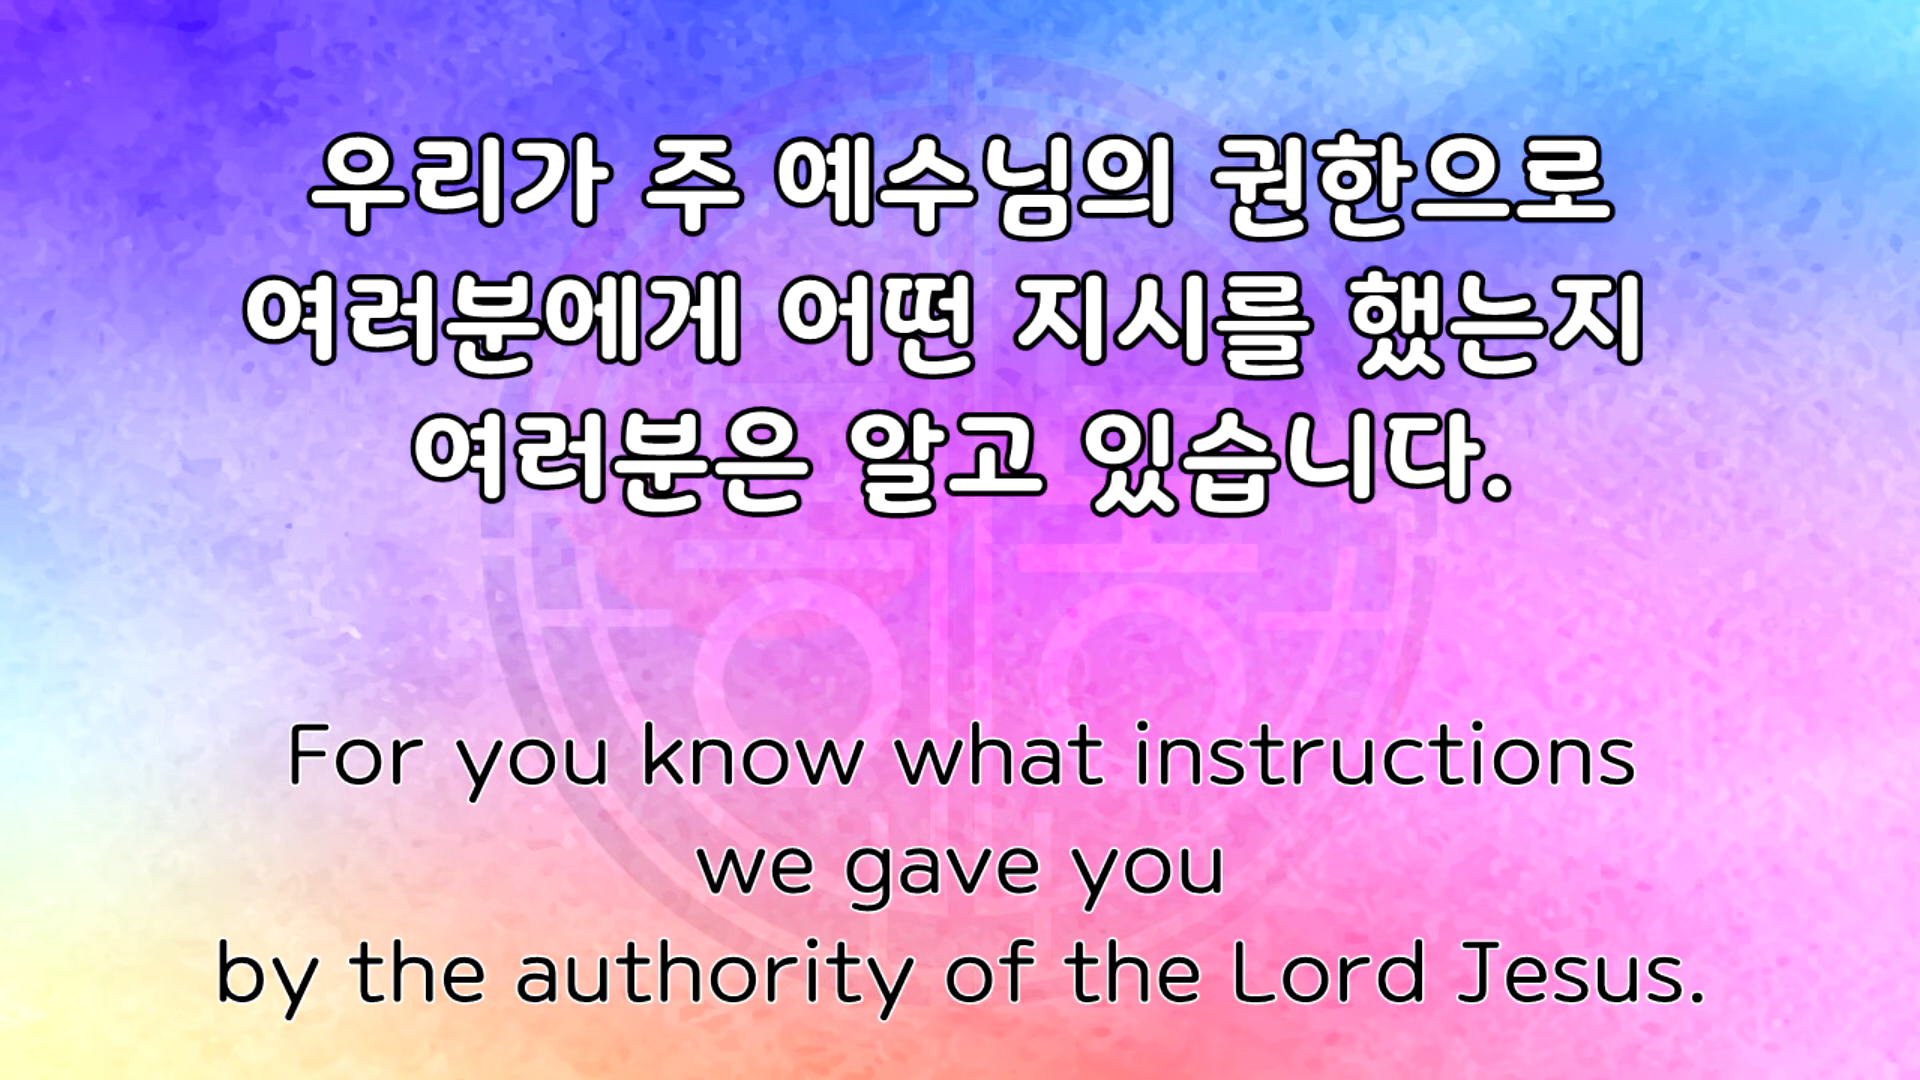 우리가 주 예수님의 권한으로
여러분에게 어떤 지시를 했는지
여러분은 알고 있습니다.
For you know what instructions
we gave you
by the authority of the Lord Jesus.